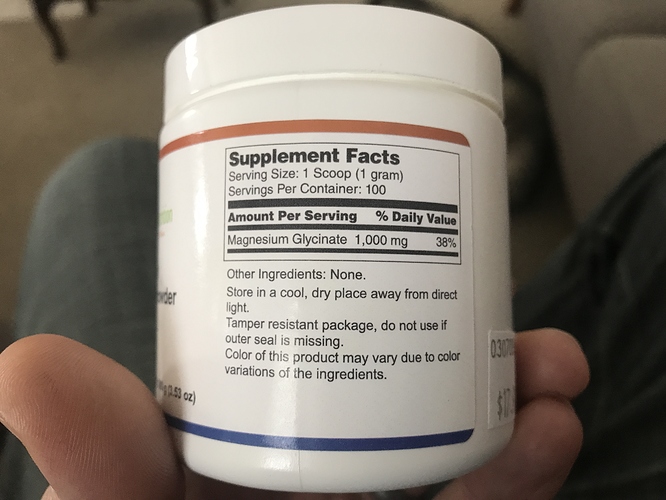 Supplement Facts
Serving Size: 1 Scoop (1 gram)
Servings Per Container: 100
Amount Per Serving % Daily Value
Magnesium Glycinate 1,000 mg 38%
Other Ingredients: None.
Store in a cool, dry place away from direct
light.
Tamper resistant package, do not use if
outer seal is missing.
Color of this product may vary due to color
variations of the ingredients.
(3.53 oz)